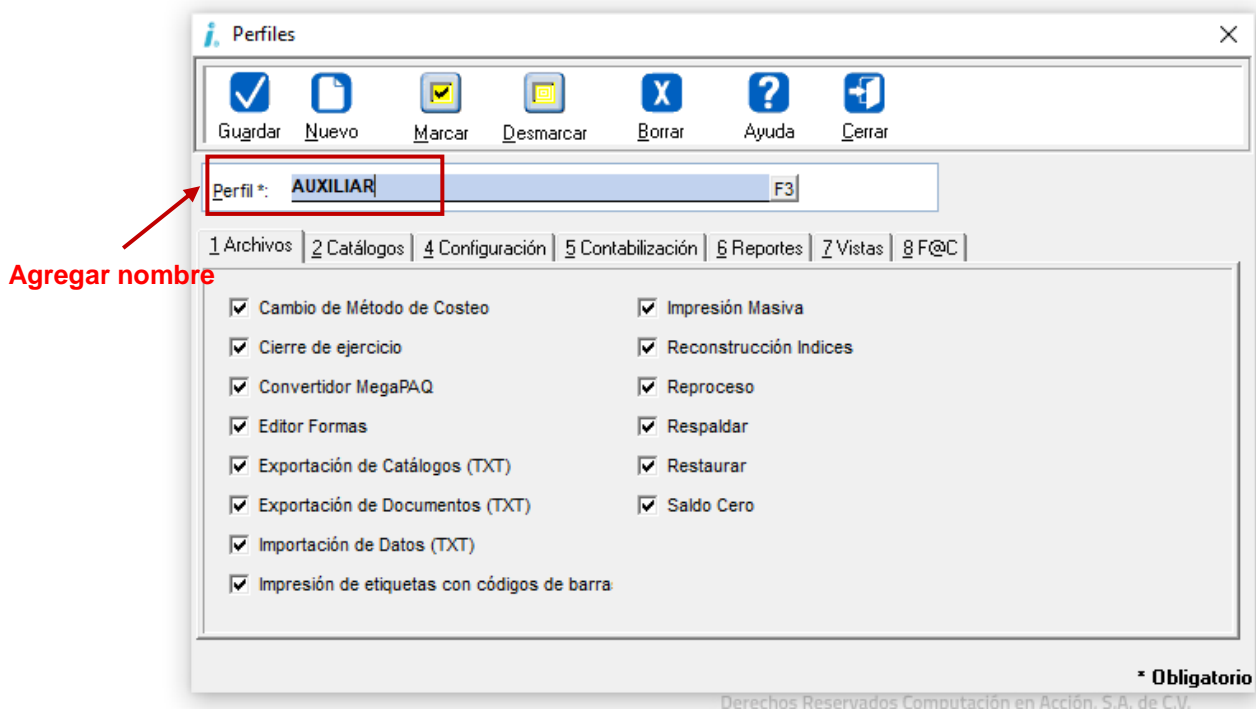 Perfiles
Guardar Nuevo Marcar Desmarcar Borrar Ayuda Cerrar
Perfil *: AUXILIAR F3
1 Archivos 2 Catálogos 4 Configuración 5 Contabilización 6 Reportes 7 Vistas 8 F@C
Agregar nombre
Cambio de Método de Costeo Impresión Masiva
Cierre de ejercicio Reconstrucción Indices
Convertidor MegaPAQ Reproceso
Editor Formas Respaldar
Exportación de Catálogos (TXT) Restaurar
Exportación de Documentos (TXT) Saldo Cero
Importación de Datos (TXT)
Impresión de etiquetas con códigos de barra
* Obligatorio
Derechos Reservados Computación en Acción, S.A. de C.V.